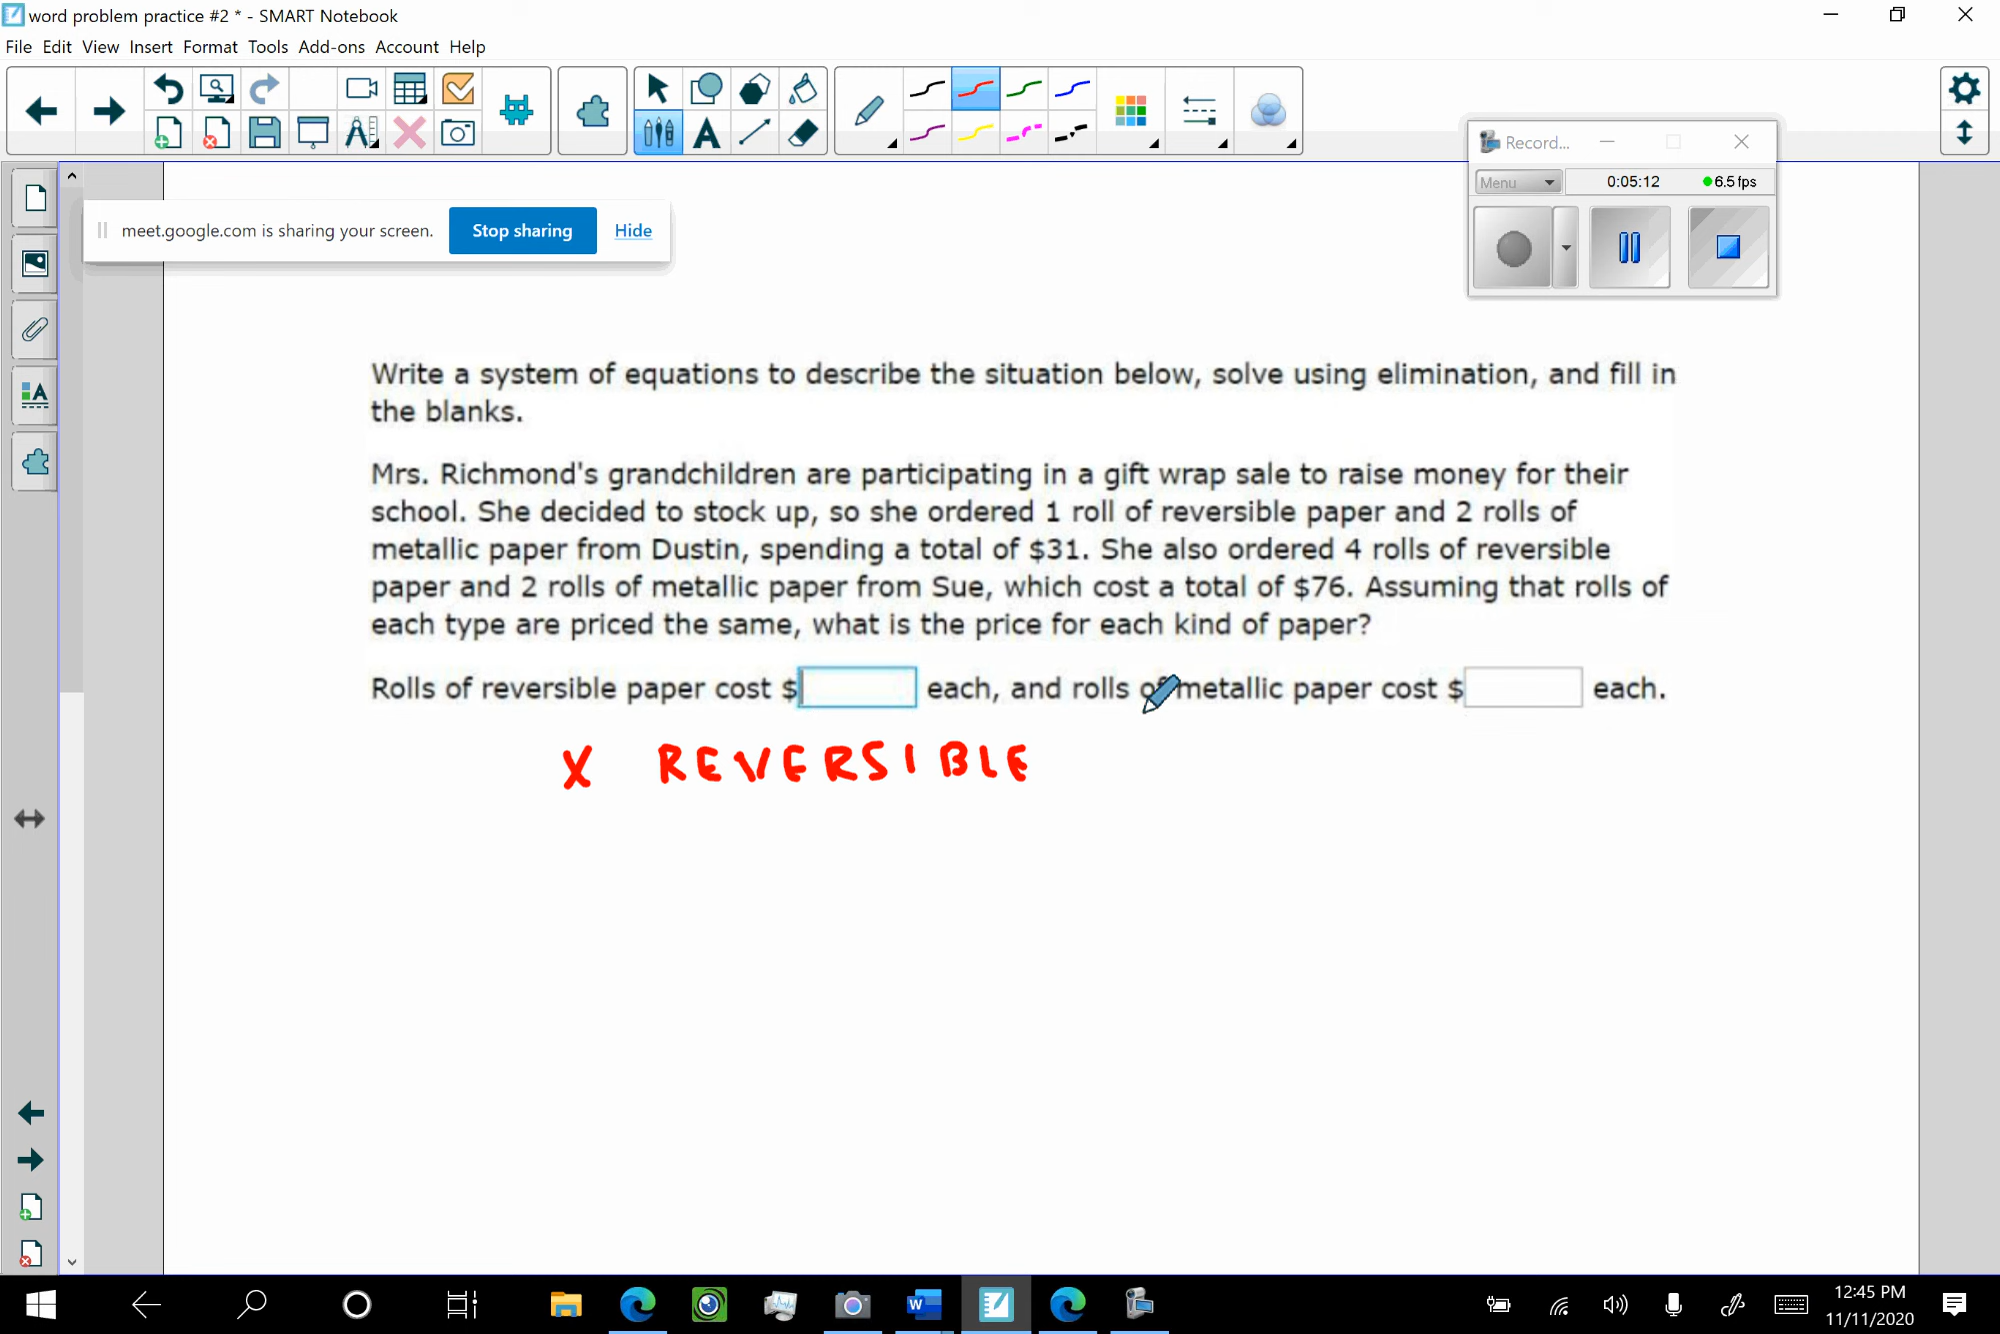 word problem practice #2 * - SMART Notebook
File Edit View Insert Format Tools Add-ons Account Help
Record...
Menu 0:05:12 6.5 fps
meet.google.com is sharing your screen. Stop sharing Hide
Write a system of equations to describe the situation below, solve using elimination, and fill in
the blanks.
Mrs. Richmond's grandchildren are participating in a gift wrap sale to raise money for their
school. She decided to stock up, so she ordered 1 roll of reversible paper and 2 rolls of
metallic paper from Dustin, spending a total of $31. She also ordered 4 rolls of reversible
paper and 2 rolls of metallic paper from Sue, which cost a total of $76. Assuming that rolls of
each type are priced the same, what is the price for each kind of paper?
Rolls of reversible paper cost $ each, and rolls of metallic paper cost $ each.
X REVERSIBLE
12:45 PM
11/11/2020